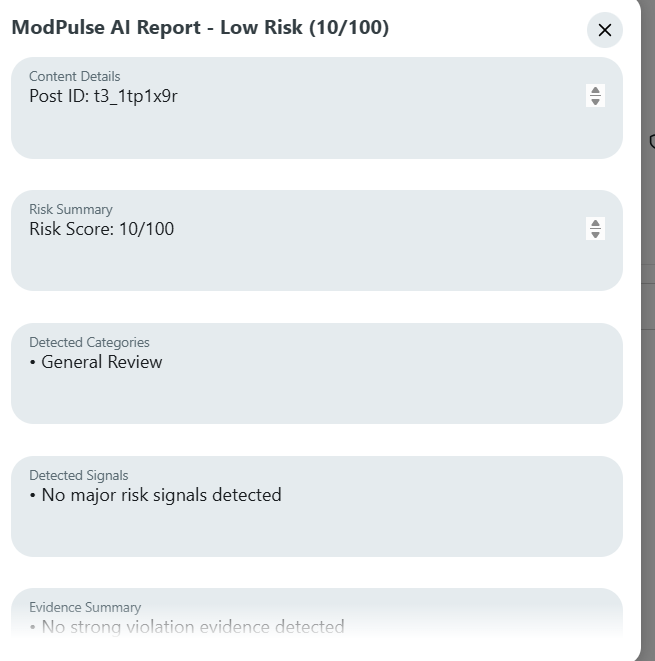 ModPulse AI Report - Low Risk (10/100)
Content Details
Post ID: t3_1tp1x9r
Risk Summary
Risk Score: 10/100
Detected Categories
• General Review
Detected Signals
• No major risk signals detected
Evidence Summary
• No strong violation evidence detected